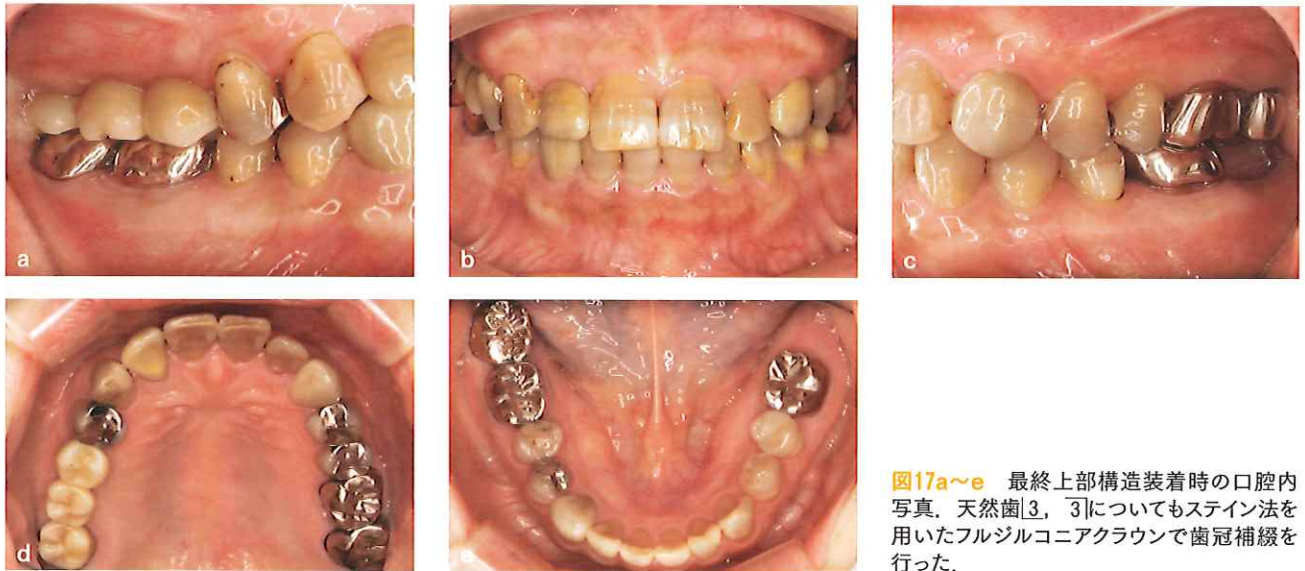 a
b
c
d
e
図17a〜e 最終上部構造装着時の口腔内
写真．天然歯|3，3|についてもステイン法を
用いたフルジルコニアクラウンで歯冠補綴を
行った．